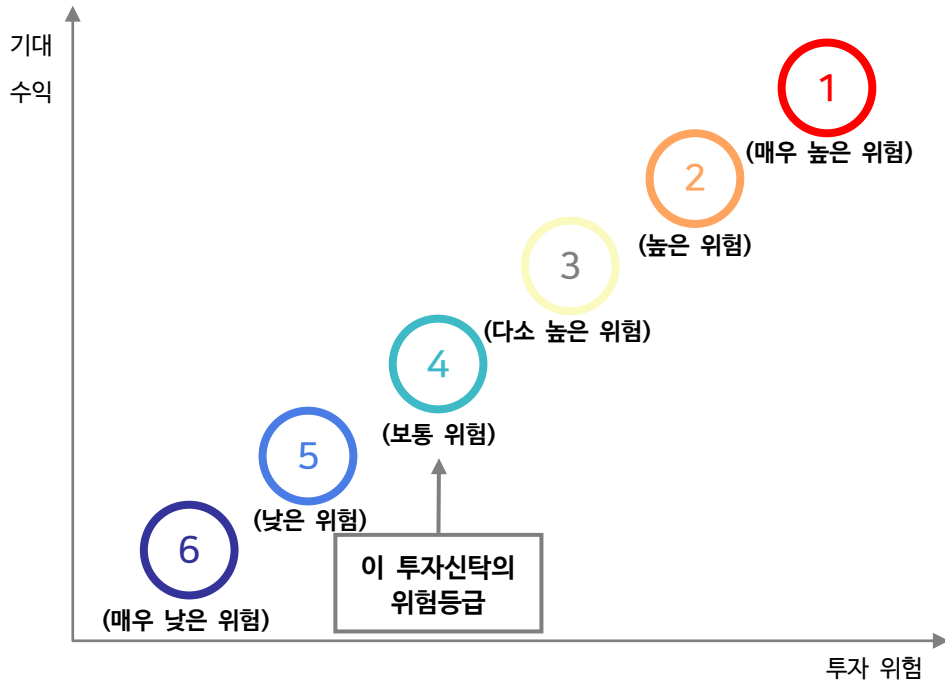 기대
수익
1
(매우 높은 위험)
2
(높은 위험)
3
(다소 높은 위험)
4
(보통 위험)
5
(낮은 위험)
6
(매우 낮은 위험)
이 투자신탁의
위험등급
투자 위험